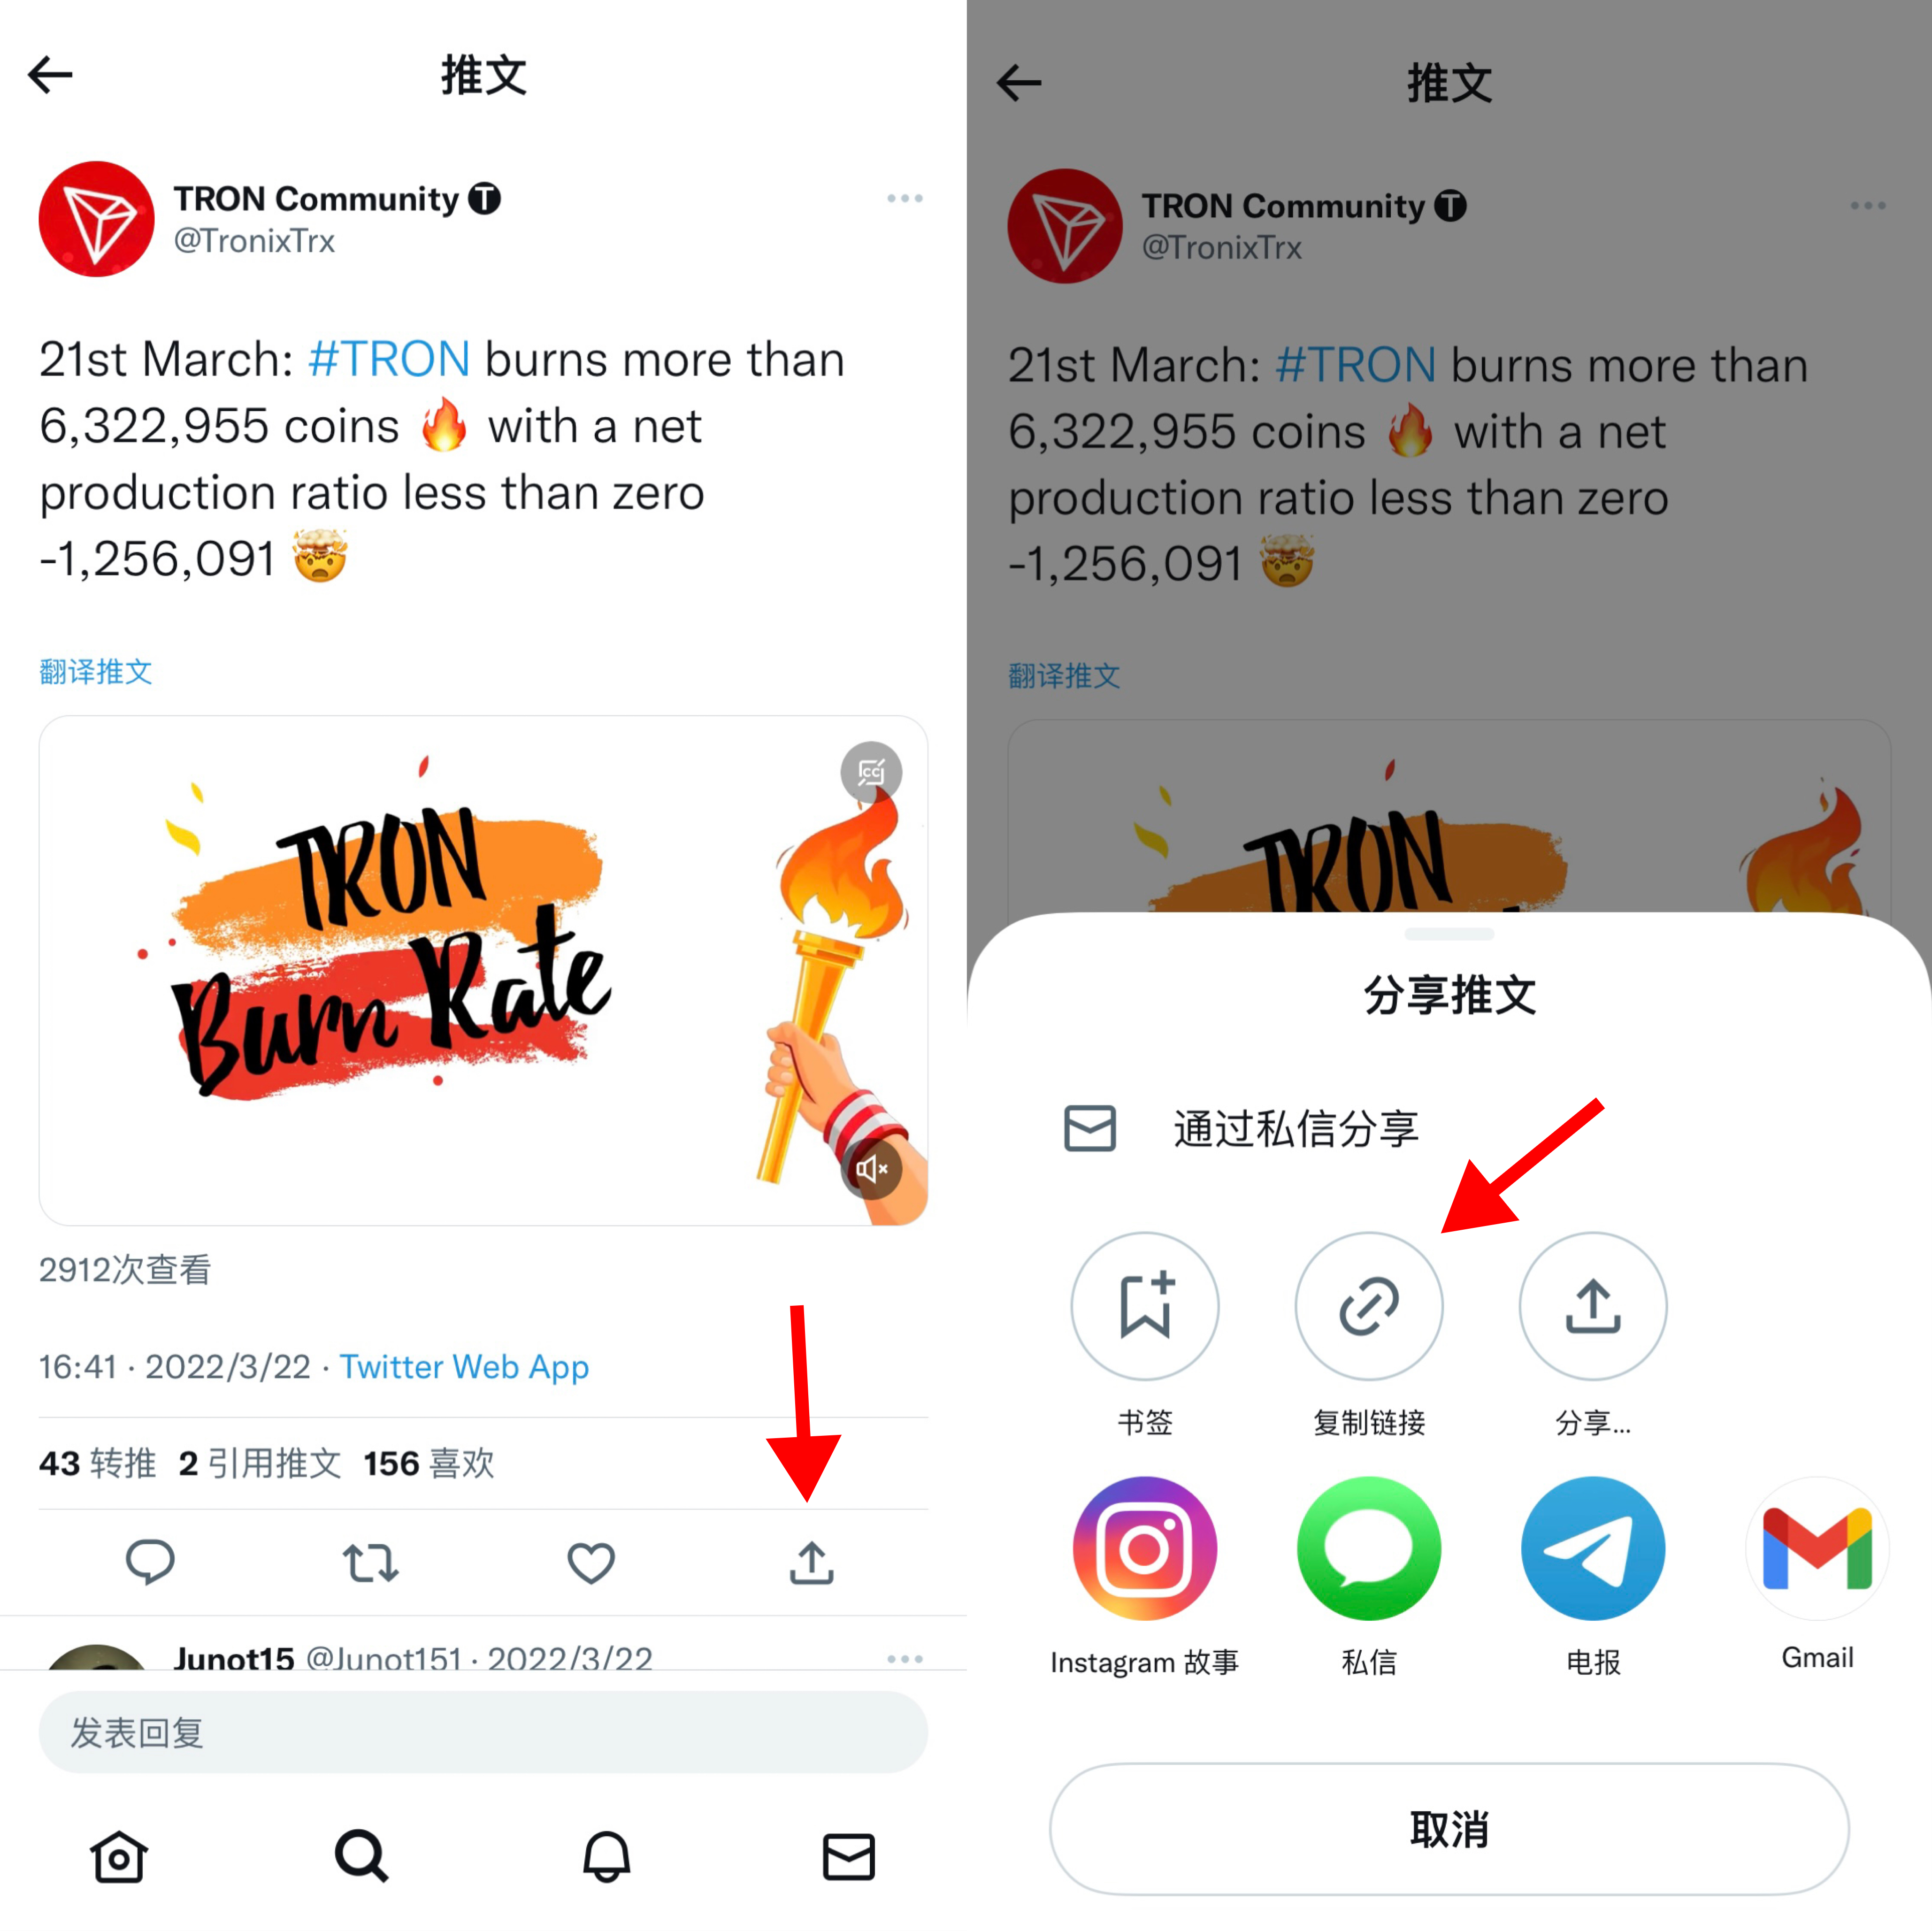 推文
TRON Community T
@TronixTrx
21st March: #TRON burns more than
6,322,955 coins 🔥 with a net
production ratio less than zero
-1,256,091 🤯
翻译推文
CC
TRON
Burn Rate
2912次查看
16:41 · 2022/3/22 · Twitter Web App
43 转推 2 引用推文 156 喜欢
Junot15 @Junot151 · 2022/3/22
发表回复
推文
TRON Community T
@TronixTrx
21st March: #TRON burns more than
6,322,955 coins 🔥 with a net
production ratio less than zero
-1,256,091 🤯
翻译推文
TRON
分享推文
通过私信分享
书签 复制链接 分享...
Instagram 故事 私信 电报 Gmail
取消